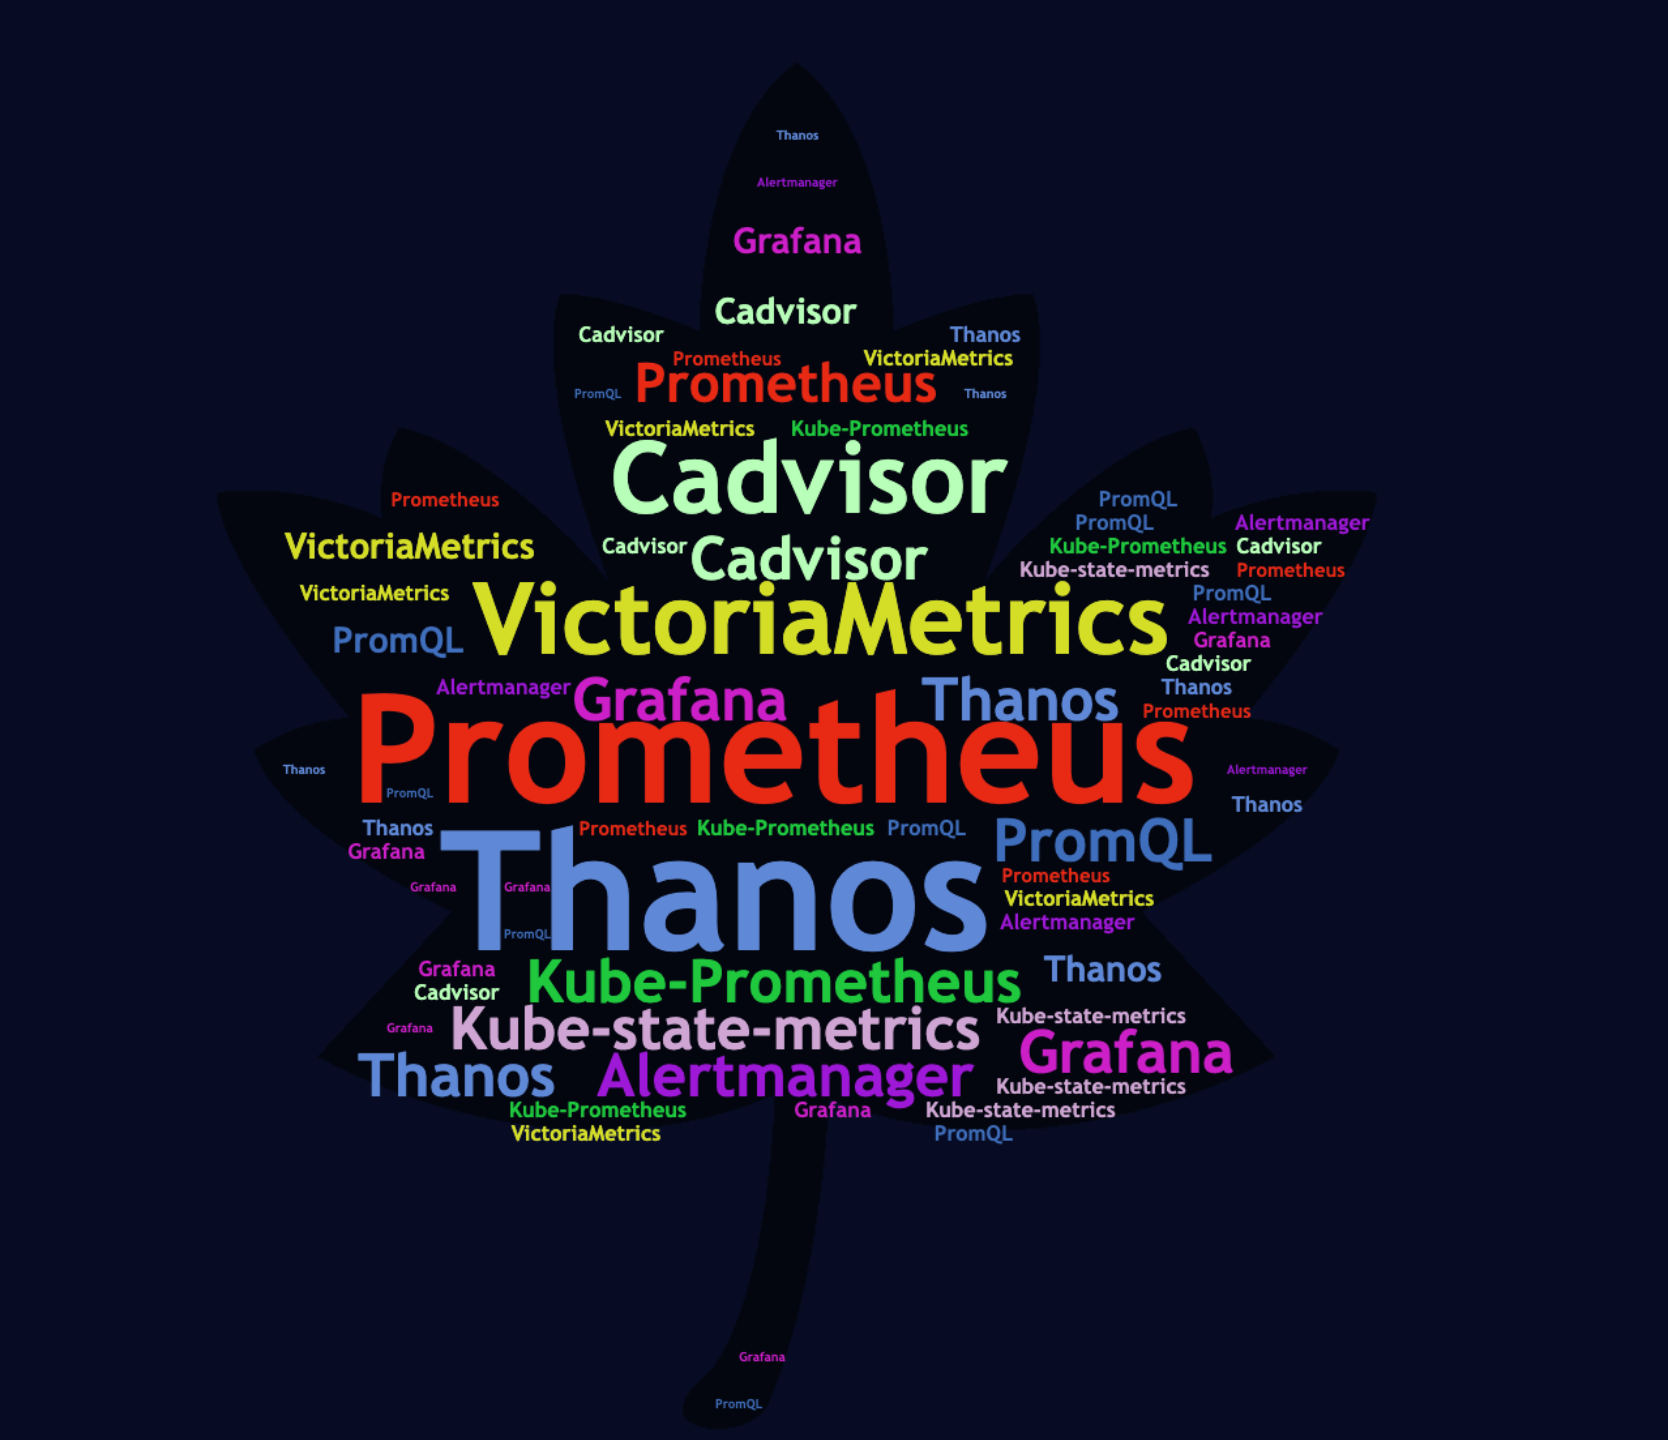 Thanos
Alertmanager
Grafana
Cadvisor
Cadvisor
Thanos
Prometheus
VictoriaMetrics
Prometheus
PromQL
Thanos
VictoriaMetrics
Kube-Prometheus
Cadvisor
Prometheus
PromQL
PromQL
Alertmanager
VictoriaMetrics
Cadvisor
Cadvisor
Kube-Prometheus
Cadvisor
Kube-state-metrics
Prometheus
VictoriaMetrics
VictoriaMetrics
PromQL
Alertmanager
PromQL
Grafana
Cadvisor
Alertmanager
Grafana
Thanos
Thanos
Prometheus
Prometheus
Thanos
PromQL
Alertmanager
Thanos
Thanos
Prometheus
Kube-Prometheus
PromQL
PromQL
Grafana
Thanos
Prometheus
Grafana
Grafana
VictoriaMetrics
Alertmanager
PromQL
Grafana
Kube-Prometheus
Thanos
Cadvisor
Grafana
Kube-state-metrics
Kube-state-metrics
Grafana
Thanos
Alertmanager
Kube-state-metrics
Kube-Prometheus
Grafana
Kube-state-metrics
VictoriaMetrics
PromQL
Grafana
PromQL